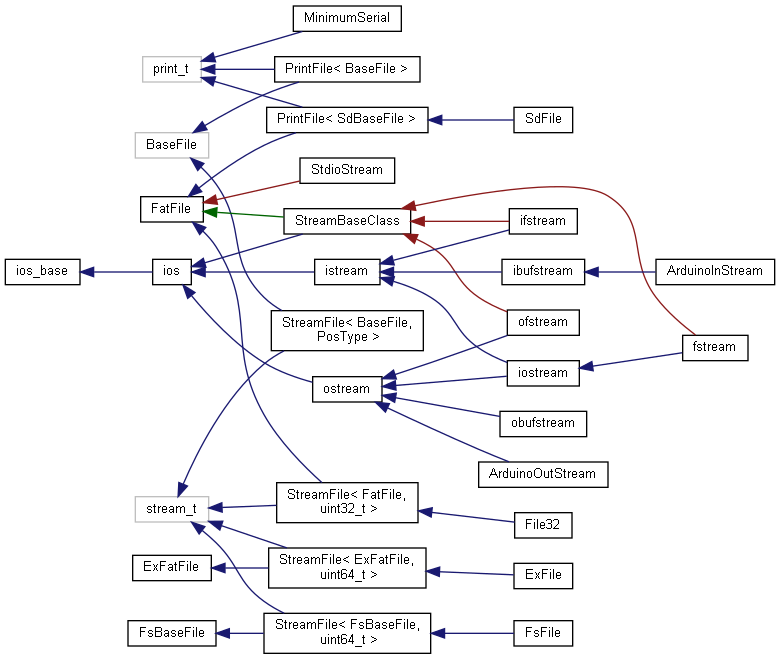 MinimumSerial
print_t
PrintFile< BaseFile >
PrintFile< SdBaseFile >
SdFile
BaseFile
StdioStream
FatFile
StreamBaseClass
ifstream
ios_base
ios
istream
ibufstream
ArduinoInStream
StreamFile< BaseFile,
PosType >
ofstream
fstream
iostream
ostream
obufstream
ArduinoOutStream
StreamFile< FatFile,
uint32_t >
stream_t
File32
StreamFile< ExFatFile,
uint64_t >
ExFatFile
ExFile
StreamFile< FsBaseFile,
uint64_t >
FsBaseFile
FsFile